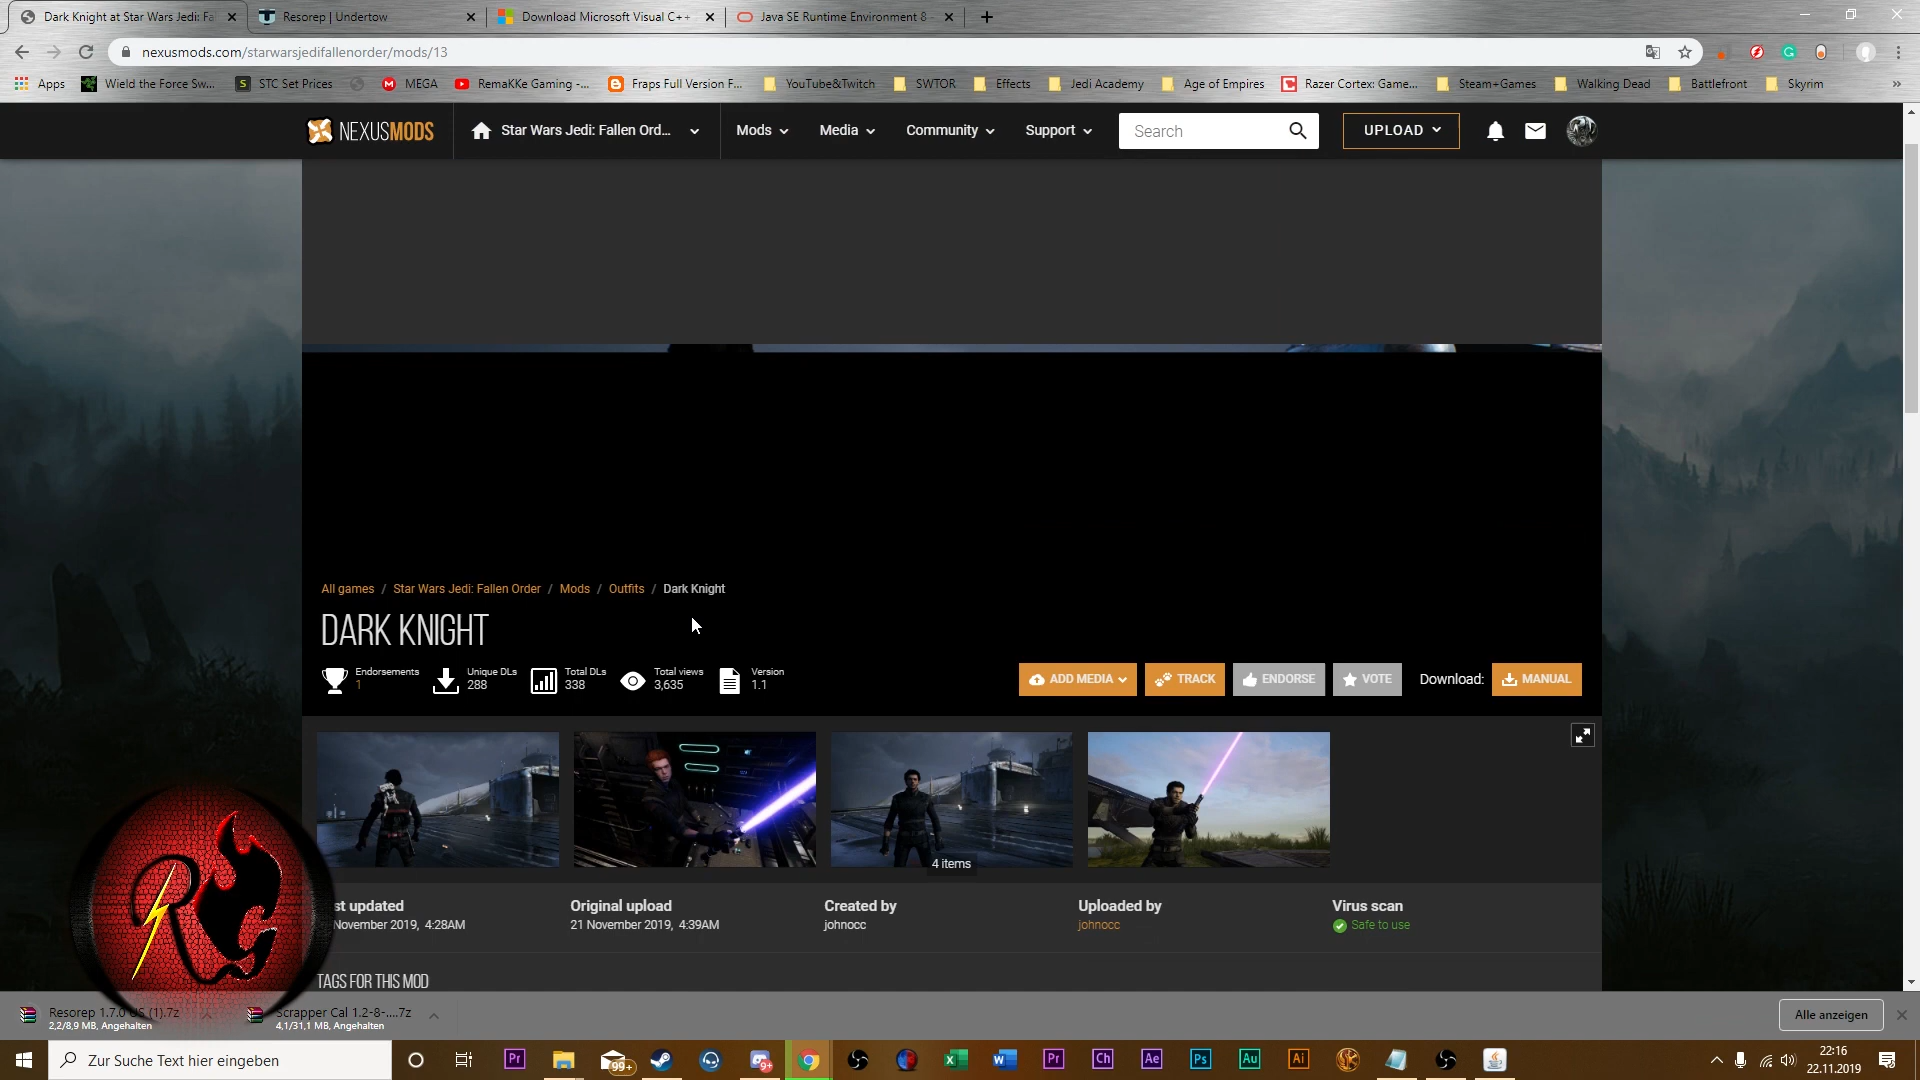 Dark Knight at Star Wars Jedi: Fa
Resorep | Undertow
Download Microsoft Visual C++
Java SE Runtime Environment 8
nexusmods.com/starwarsjedifallenorder/mods/13
Apps
Wield the Force Sw...
STC Set Prices
MEGA
RemaKKe Gaming -...
Fraps Full Version F...
YouTube&Twitch
SWTOR
Effects
Jedi Academy
Age of Empires
Razer Cortex: Game...
Steam+Games
Walking Dead
Battlefront
Skyrim
NEXUSMODS
Star Wars Jedi: Fallen Ord...
Mods
Media
Community
Support
Search
UPLOAD
All games / Star Wars Jedi: Fallen Order / Mods / Outfits / Dark Knight
DARK KNIGHT
Endorsements
1
Unique DLs
288
Total DLs
338
Total views
3,635
Version
1.1
ADD MEDIA
TRACK
ENDORSE
VOTE
Download:
MANUAL
4 items
st updated
November 2019, 4:28AM
Original upload
21 November 2019, 4:39AM
Created by
johnocc
Uploaded by
johnocc
Virus scan
Safe to use
TAGS FOR THIS MOD
Resorep 1.7.0 US (1).7z
2,2/8,9 MB, Angehalten
Scrapper Cal 1.2-8-....7z
4,1/31,1 MB, Angehalten
Alle anzeigen
Zur Suche Text hier eingeben
99+
9+
22:16
22.11.2019